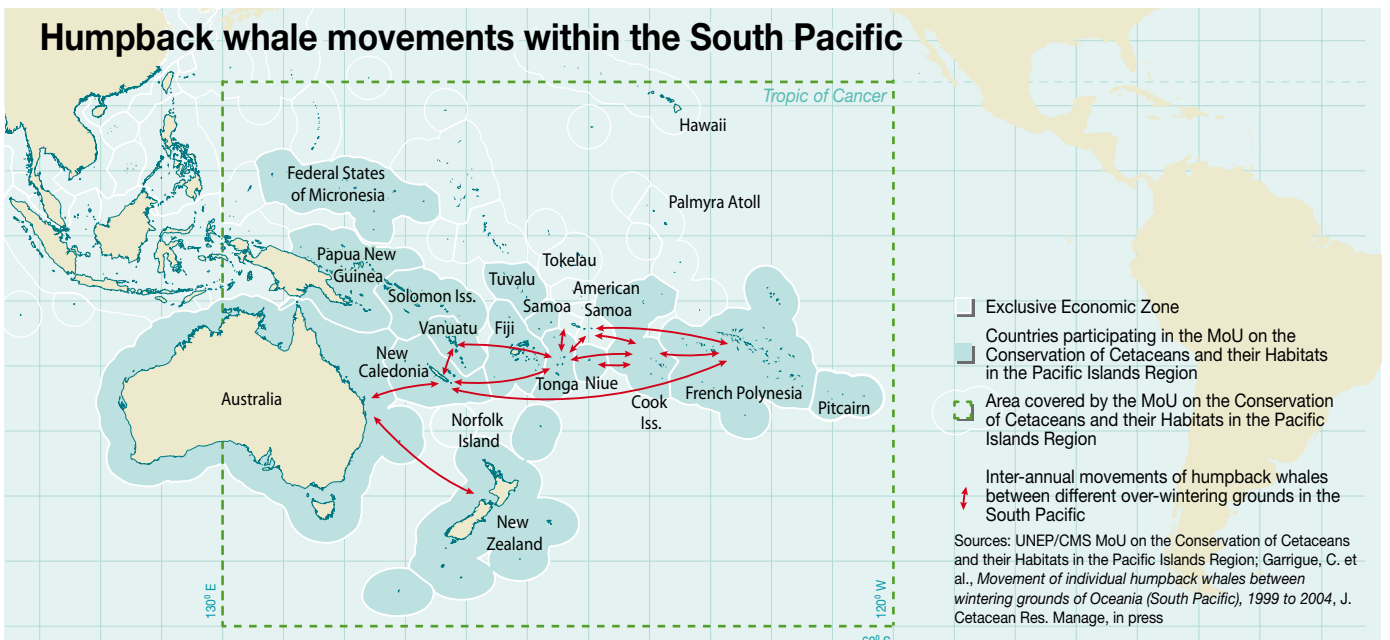 Humpback whale movements within the South Pacific
Tropic of Cancer
Hawaii
Federal States
of Micronesia
Palmyra Atoll
Papua New
Guinea
Tokelau
Tuvalu
American
Samoa
Solomon Iss.
Samoa
Vanuatu
Fiji
New
Caledonia
Tonga
Niue
Australia
French Polynesia
Cook
Iss.
Pitcairn
Norfolk
Island
New
Zealand
130⁰ E
120⁰ W
Exclusive Economic Zone
Countries participating in the MoU on the
Conservation of Cetaceans and their Habitats
in the Pacific Islands Region
Area covered by the MoU on the Conservation
of Cetaceans and their Habitats in the Pacific
Islands Region
Inter-annual movements of humpback whales
between different over-wintering grounds in the
South Pacific
Sources: UNEP/CMS MoU on the Conservation of Cetaceans
and their Habitats in the Pacific Islands Region; Garrigue, C. et
al., Movement of individual humpback whales between
wintering grounds of Oceania (South Pacific), 1999 to 2004, J.
Cetacean Res. Manage, in press